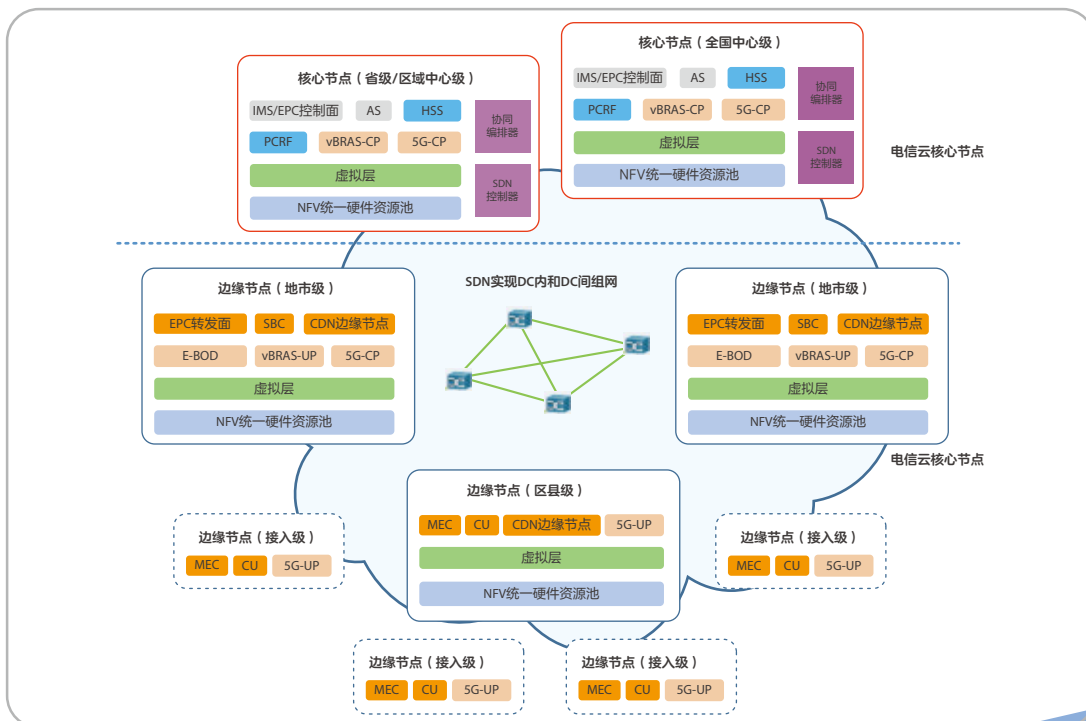 核心节点（全国中心级）
IMS/EPC控制面 AS HSS
协同
编排器
PCRF vBRAS-CP 5G-CP
虚拟层
SDN
控制器
NFV统一硬件资源池
核心节点（省级/区域中心级）
IMS/EPC控制面 AS HSS
协同
编排器
PCRF vBRAS-CP 5G-CP
虚拟层
SDN
控制器
NFV统一硬件资源池
电信云核心节点
边缘节点（地市级）
EPC转发面 SBC CDN边缘节点
E-BOD vBRAS-UP 5G-CP
虚拟层
NFV统一硬件资源池
SDN实现DC内和DC间组网
边缘节点（地市级）
EPC转发面 SBC CDN边缘节点
E-BOD vBRAS-UP 5G-CP
虚拟层
NFV统一硬件资源池
电信云核心节点
边缘节点（区县级）
MEC CU CDN边缘节点 5G-UP
虚拟层
NFV统一硬件资源池
边缘节点（接入级）
MEC CU 5G-UP
边缘节点（接入级）
MEC CU 5G-UP
边缘节点（接入级）
MEC CU 5G-UP
边缘节点（接入级）
MEC CU 5G-UP